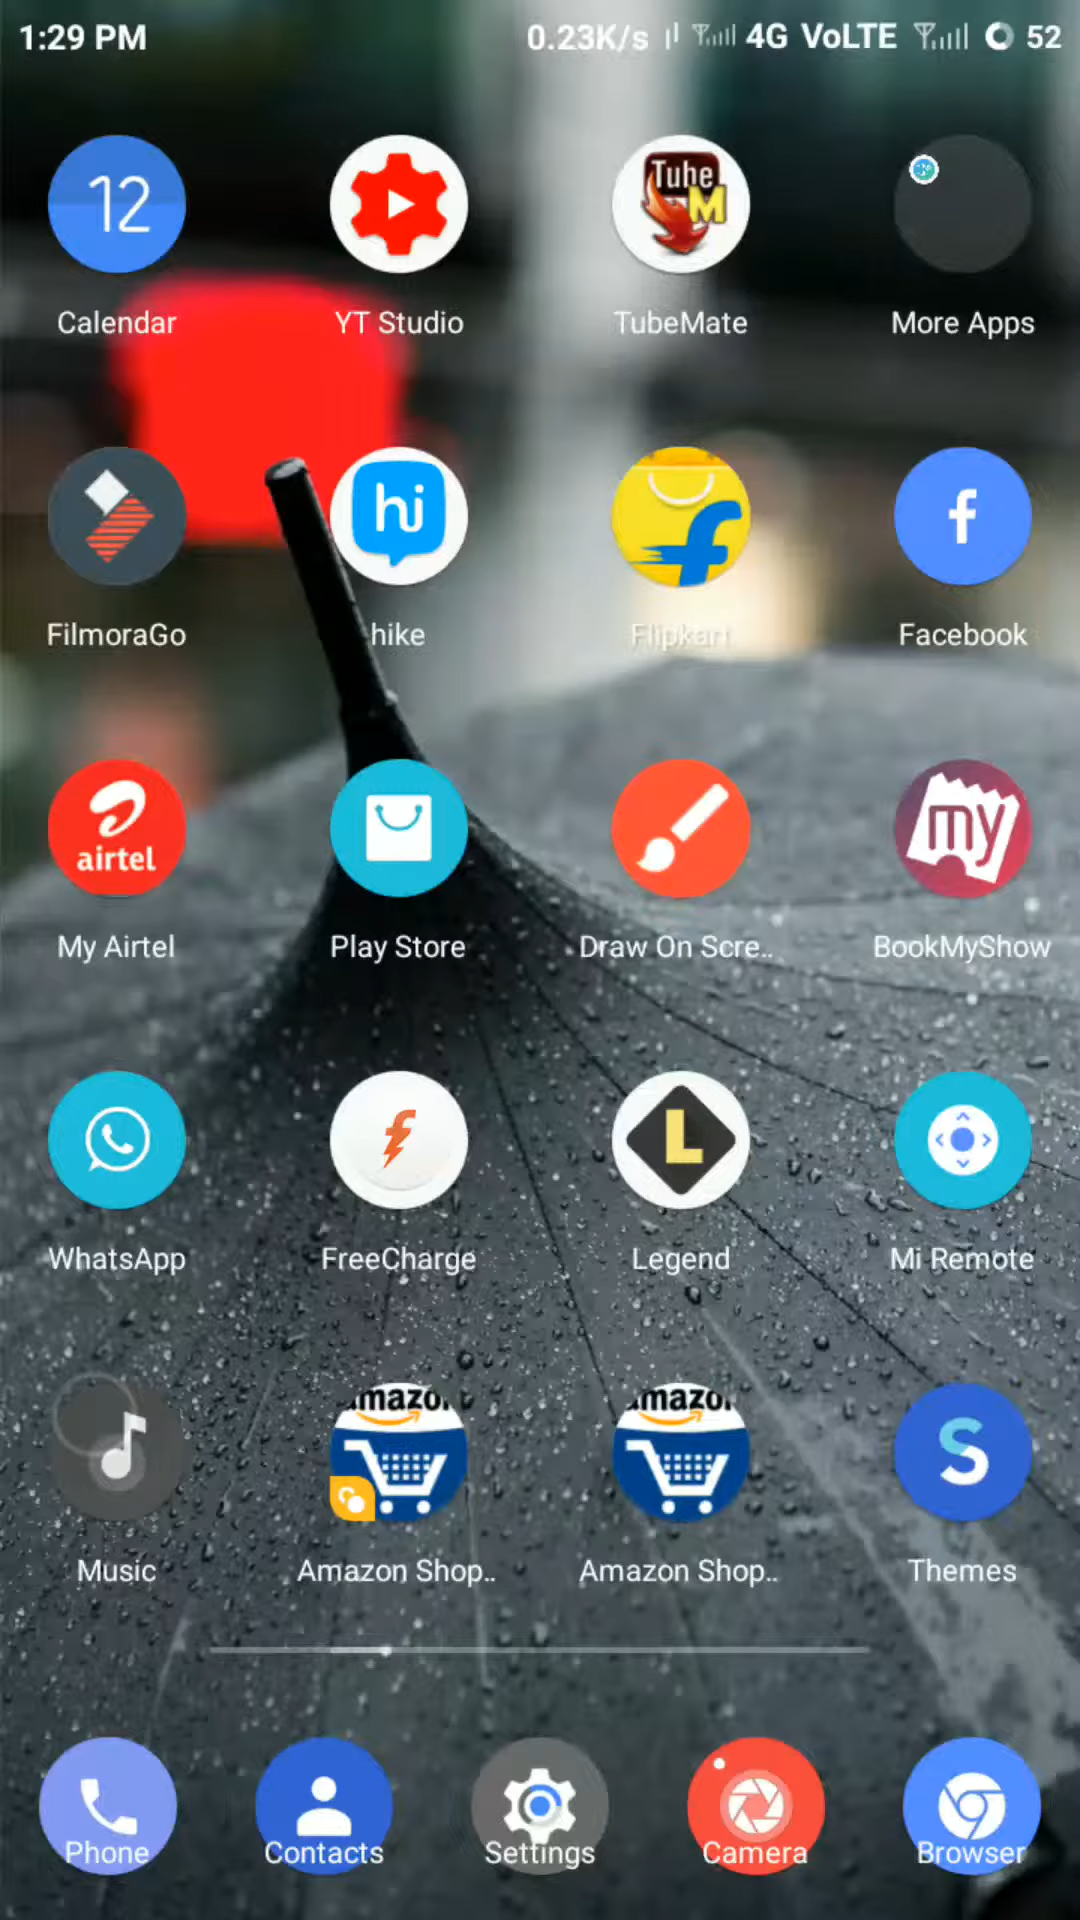 1:29 PM 0.23K/s 4G VoLTE 52
12 Tube M
Calendar YT Studio TubeMate More Apps
hi f
FilmoraGo hike Flipkart Facebook
airtel my
My Airtel Play Store Draw On Scre.. BookMyShow
L
WhatsApp FreeCharge Legend Mi Remote
amazon amazon S
Music Amazon Shop.. Amazon Shop.. Themes
Phone Contacts Settings Camera Browser